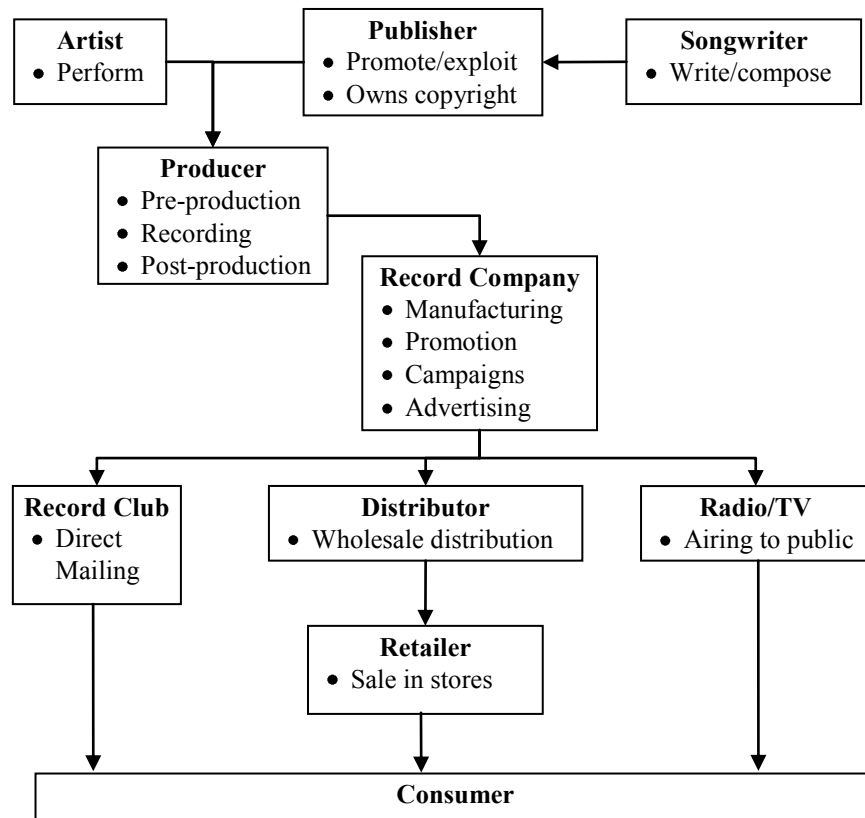 Artist
• Perform
Publisher
• Promote/exploit
• Owns copyright
Songwriter
• Write/compose
Producer
• Pre-production
• Recording
• Post-production
Record Company
• Manufacturing
• Promotion
• Campaigns
• Advertising
Record Club
• Direct
Mailing
Distributor
• Wholesale distribution
Radio/TV
• Airing to public
Retailer
• Sale in stores
Consumer